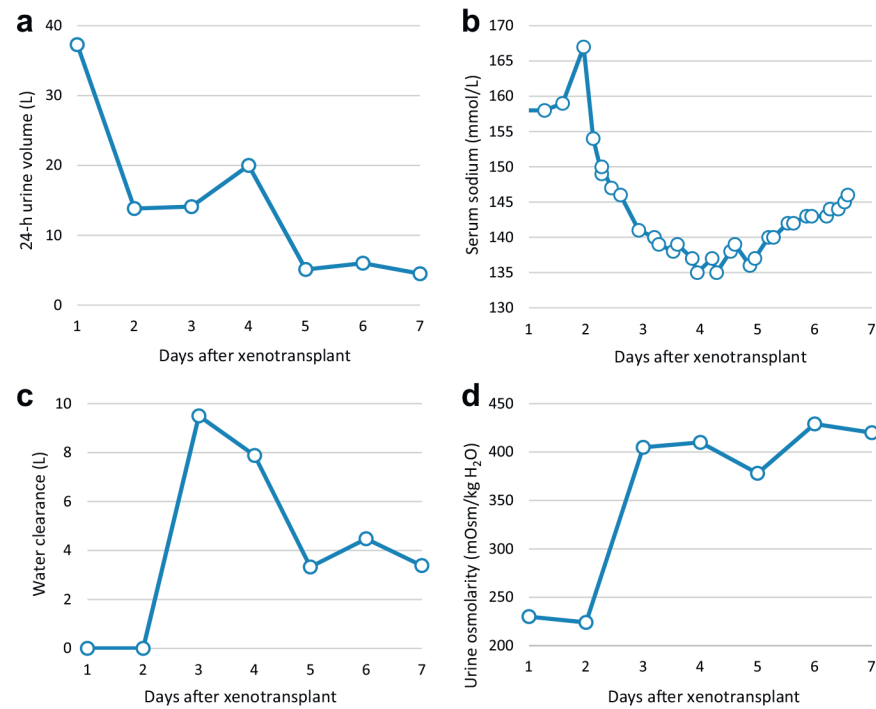 a
24-h urine volume (L)
40
30
20
10
0
1 2 3 4 5 6 7
Days after xenotransplant
b
Serum sodium (mmol/L)
170
165
160
155
150
145
140
135
130
1 2 3 4 5 6 7
Days after xenotransplant
c
Water clearance (L)
10
8
6
4
2
0
1 2 3 4 5 6 7
Days after xenotransplant
d
Urine osmolarity (mOsm/kg H₂O)
450
400
350
300
250
200
1 2 3 4 5 6 7
Days after xenotransplant